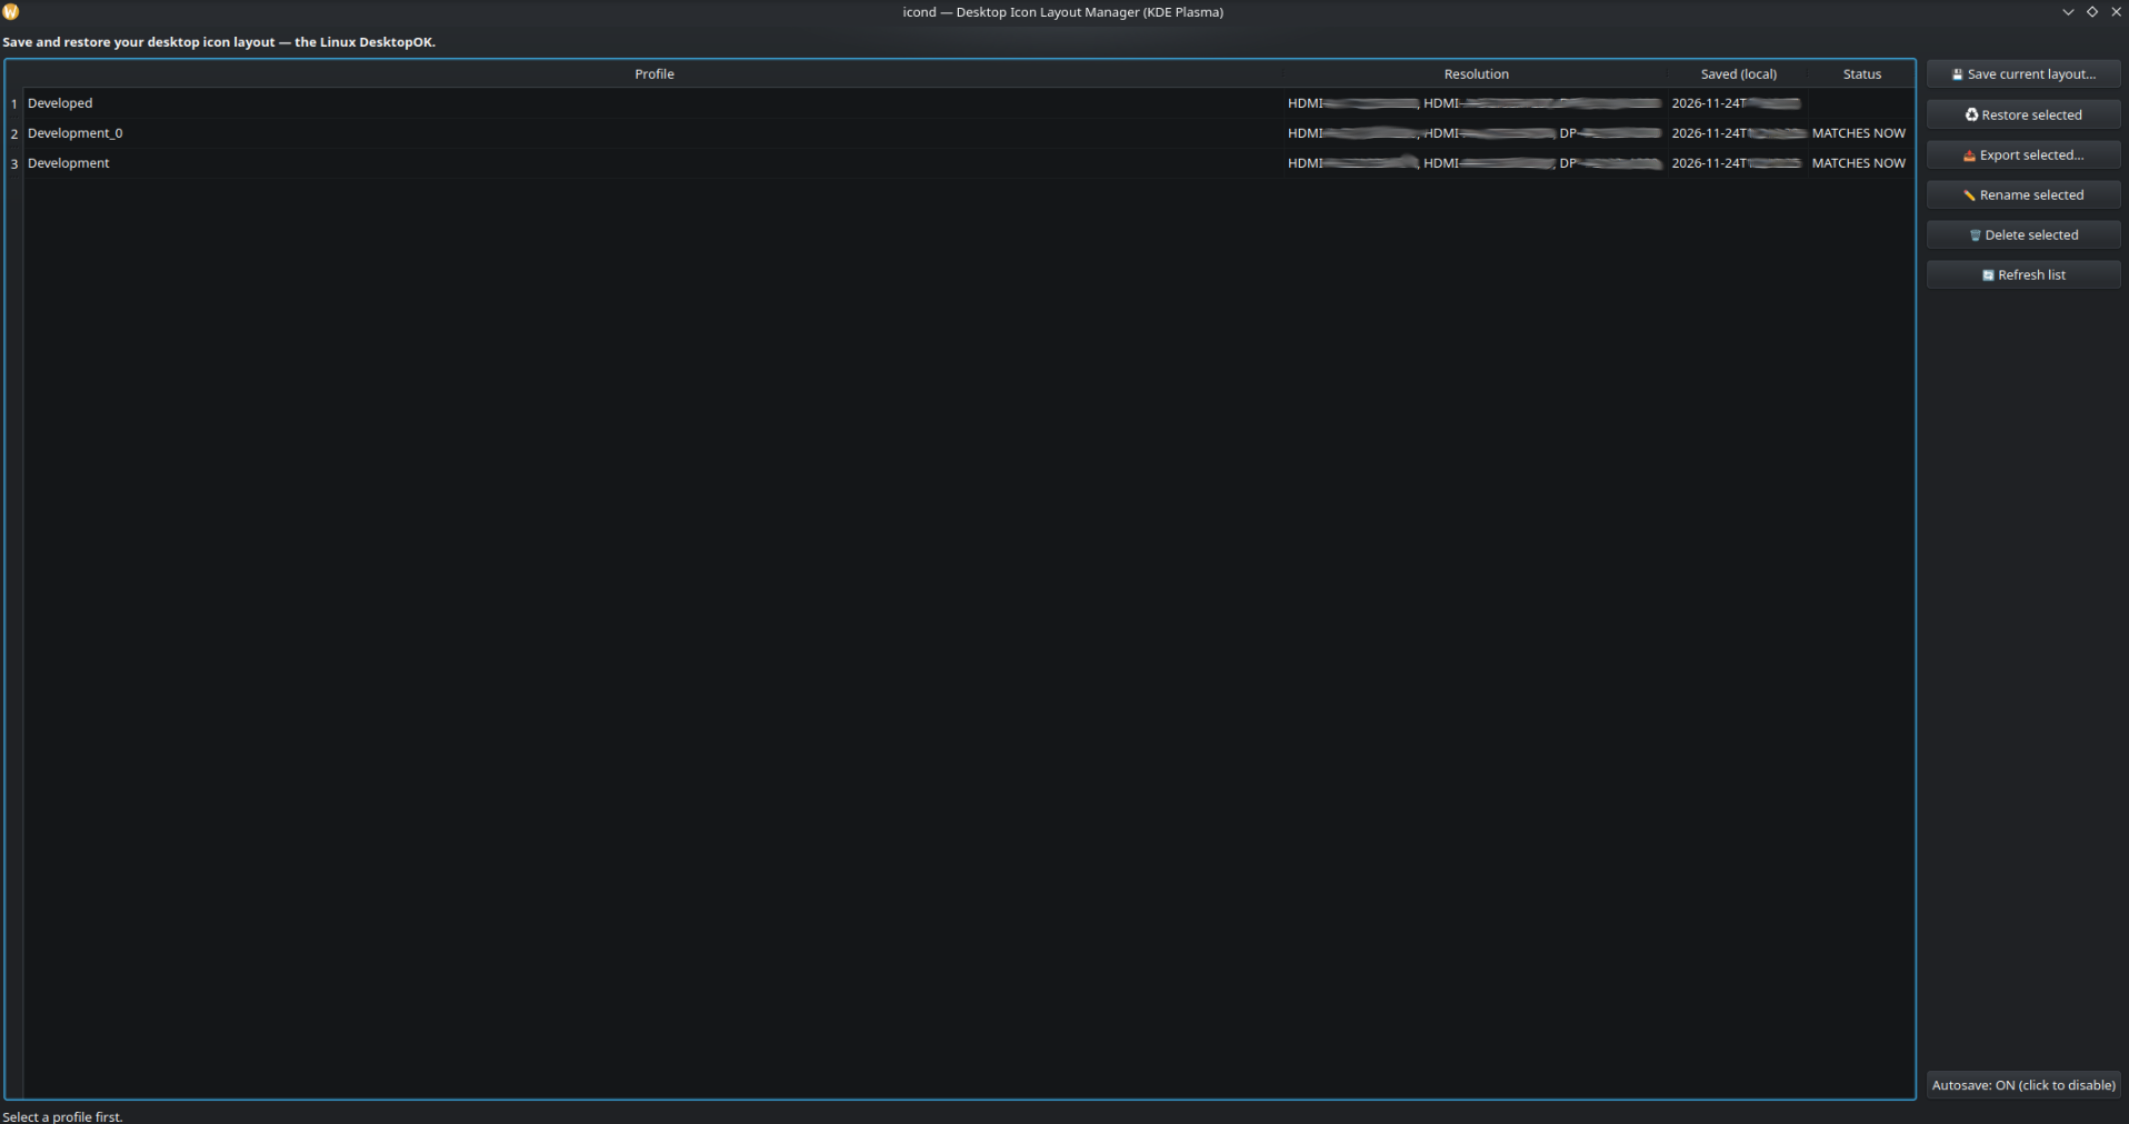 icond — Desktop Icon Layout Manager (KDE Plasma)
Save and restore your desktop icon layout — the Linux DesktopOK.
Profile Resolution Saved (local) Status
1 Developed HDMI , HDMI 2026-11-24T
2 Development_0 HDMI , HDMI , DP 2026-11-24T MATCHES NOW
3 Development HDMI , HDMI , DP 2026-11-24T MATCHES NOW
Save current layout...
Restore selected
Export selected...
Rename selected
Delete selected
Refresh list
Autosave: ON (click to disable)
Select a profile first.